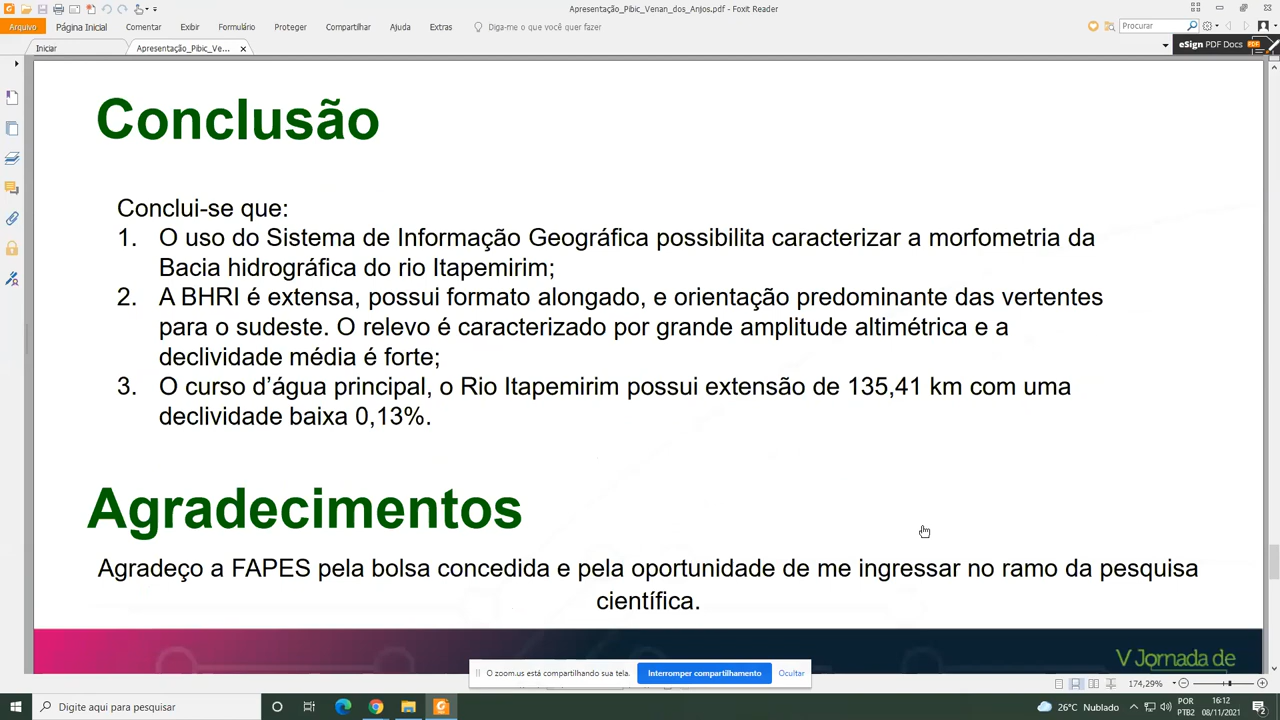 Apresentação_Pibic_Venan_dos_Anjos.pdf - Foxit Reader
Arquivo Página Inicial Comentar Exibir Formulário Proteger Compartilhar Ajuda Extras Diga-me o que você quer fazer Procurar
Iniciar Apresentação_Pibic_Ve... eSign PDF Docs
Conclusão
Conclui-se que:
1. O uso do Sistema de Informação Geográfica possibilita caracterizar a morfometria da
Bacia hidrográfica do rio Itapemirim;
2. A BHRI é extensa, possui formato alongado, e orientação predominante das vertentes
para o sudeste. O relevo é caracterizado por grande amplitude altimétrica e a
declividade média é forte;
3. O curso d’água principal, o Rio Itapemirim possui extensão de 135,41 km com uma
declividade baixa 0,13%.
Agradecimentos
Agradeço a FAPES pela bolsa concedida e pela oportunidade de me ingressar no ramo da pesquisa
científica.
V Jornada de
O zoom.us está compartilhando sua tela. Interromper compartilhamento Ocultar
174,29%
Digite aqui para pesquisar 26°C Nublado POR 16:12
PTB2 08/11/2021